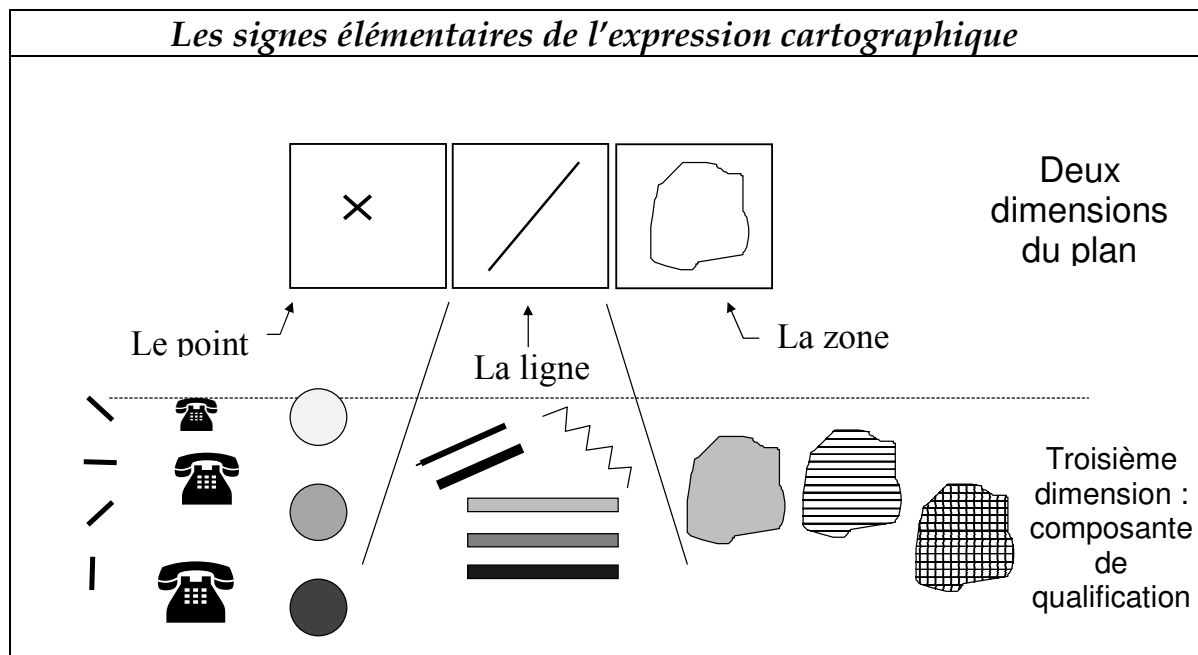 Les signes élémentaires de l'expression cartographique
Deux
dimensions
du plan
Le point
La ligne
La zone
Troisième
dimension :
composante
de
qualification